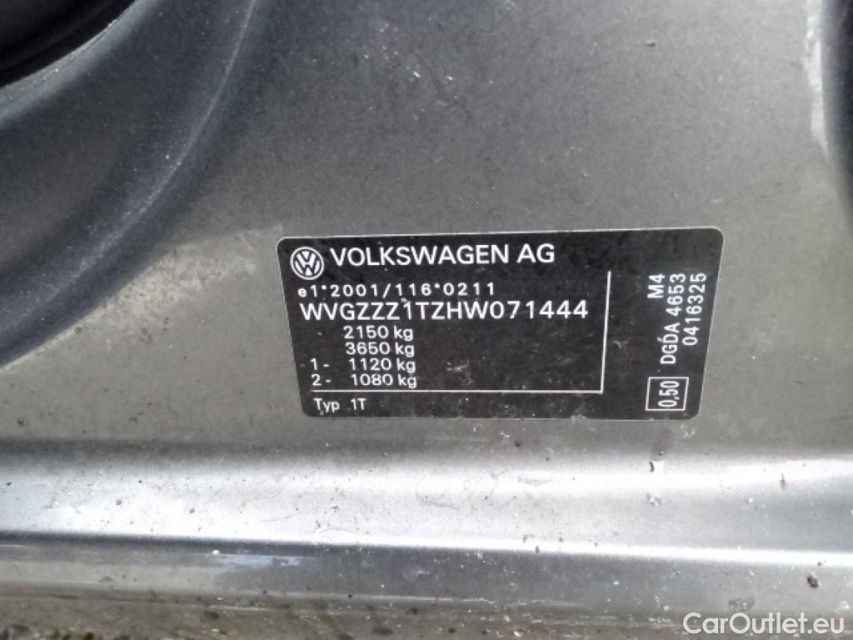 VOLKSWAGEN AG
e1*2001/116*0211
WVGZZZ1TZHW071444
2150 kg
3650 kg
1- 1120 kg
2- 1080 kg
Typ 1T
M4
DGDA 4653
0416325
0,50
CarOutlet.eu